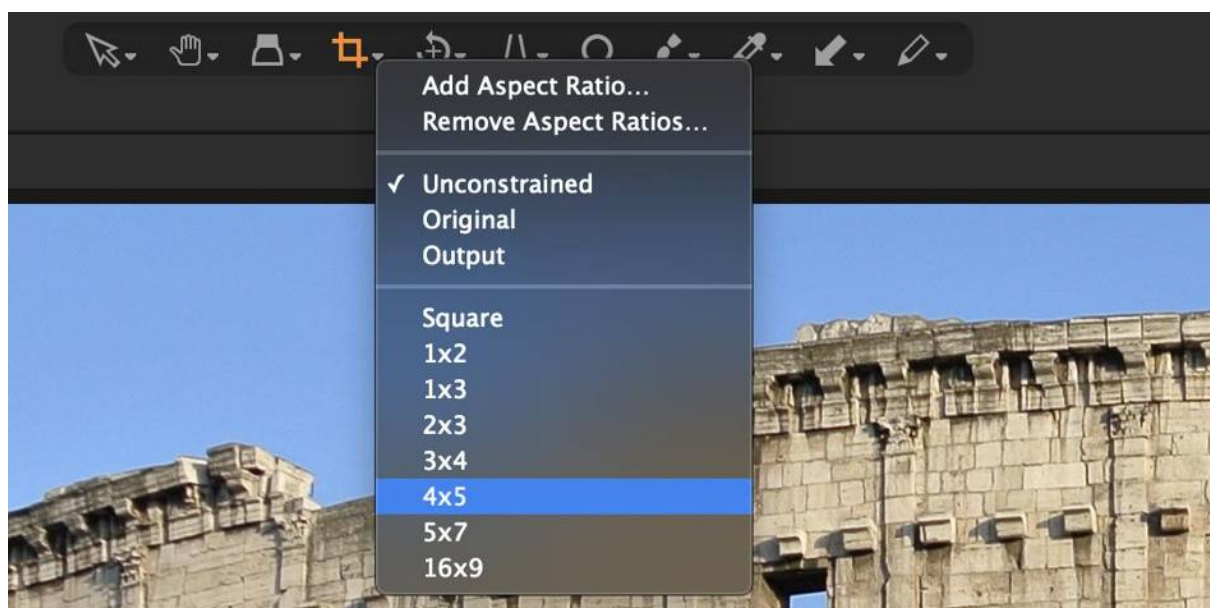 Add Aspect Ratio...
Remove Aspect Ratios...
✓ Unconstrained
Original
Output
Square
1x2
1x3
2x3
3x4
4x5
5x7
16x9